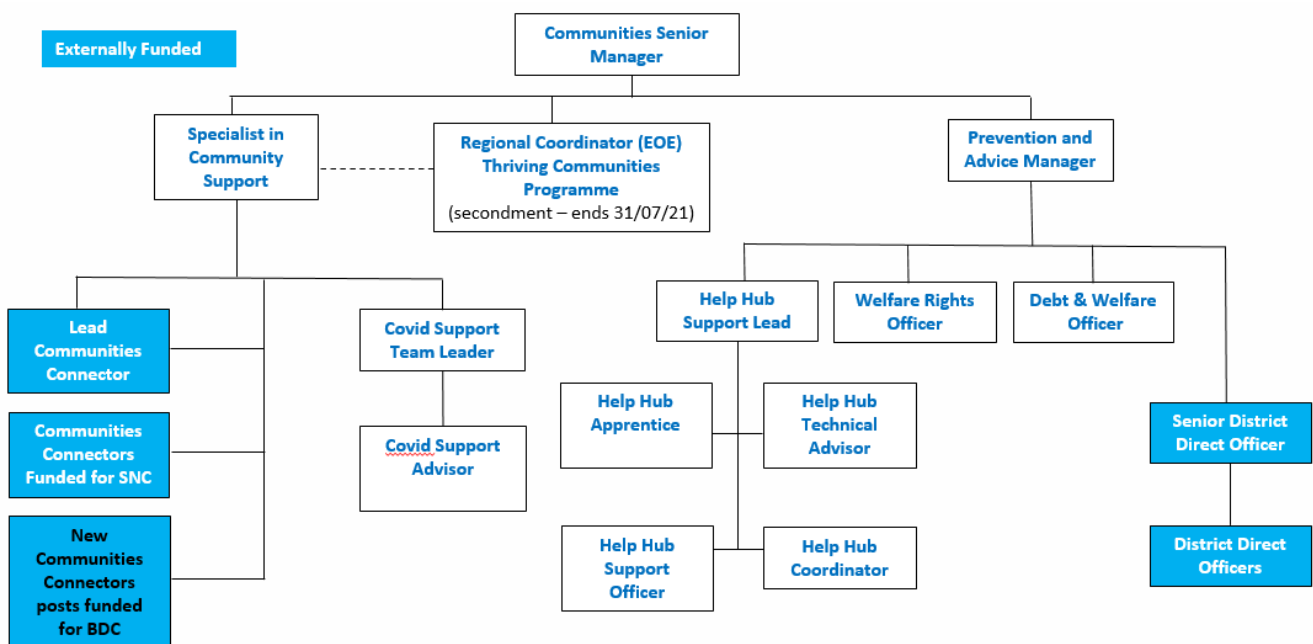 Externally Funded
Communities Senior
Manager
Specialist in
Community
Support
Regional Coordinator (EOE)
Thriving Communities
Programme
(secondment – ends 31/07/21)
Prevention and
Advice Manager
Lead
Communities
Connector
Covid Support
Team Leader
Help Hub
Support Lead
Welfare Rights
Officer
Debt & Welfare
Officer
Communities
Connectors
Funded for SNC
Covid Support
Advisor
Help Hub
Apprentice
Help Hub
Technical
Advisor
Senior District
Direct Officer
New
Communities
Connectors
posts funded
for BDC
Help Hub
Support
Officer
Help Hub
Coordinator
District Direct
Officers